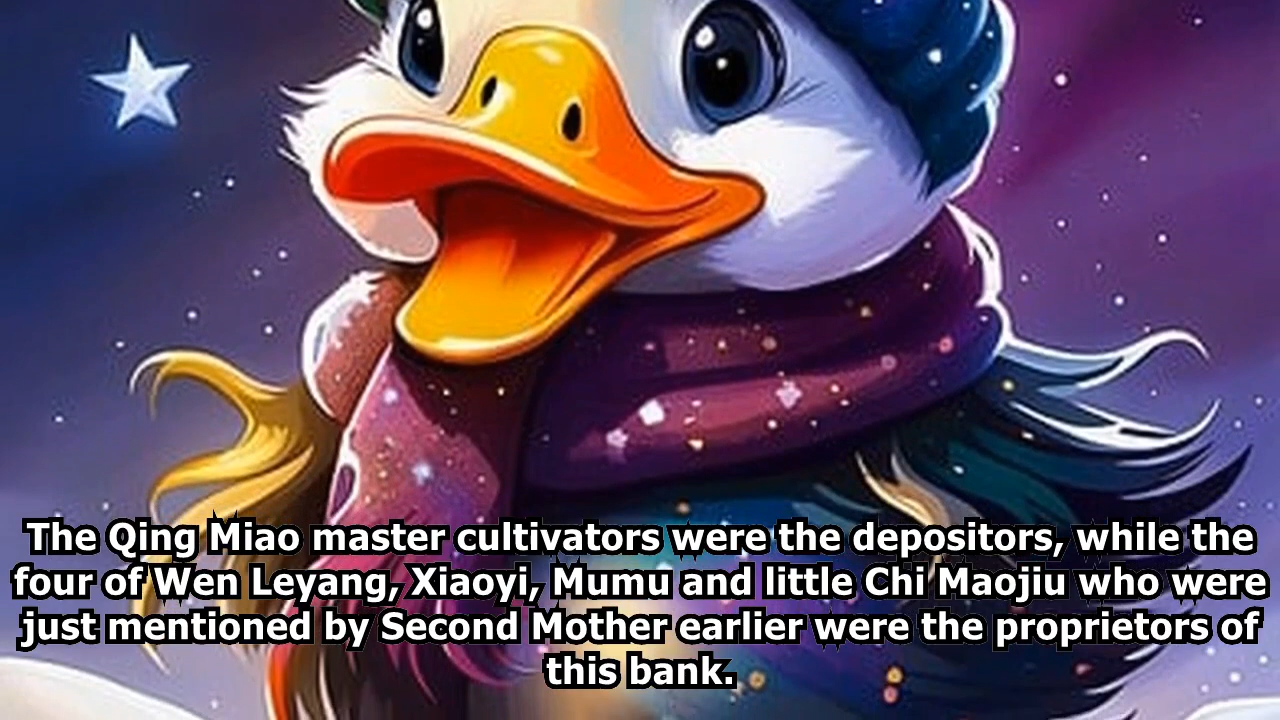 The Qing Miao master cultivators were the depositors, while the
four of Wen Leyang, Xiaoyi, Mumu and little Chi Maojiu who were
just mentioned by Second Mother earlier were the proprietors of
this bank.